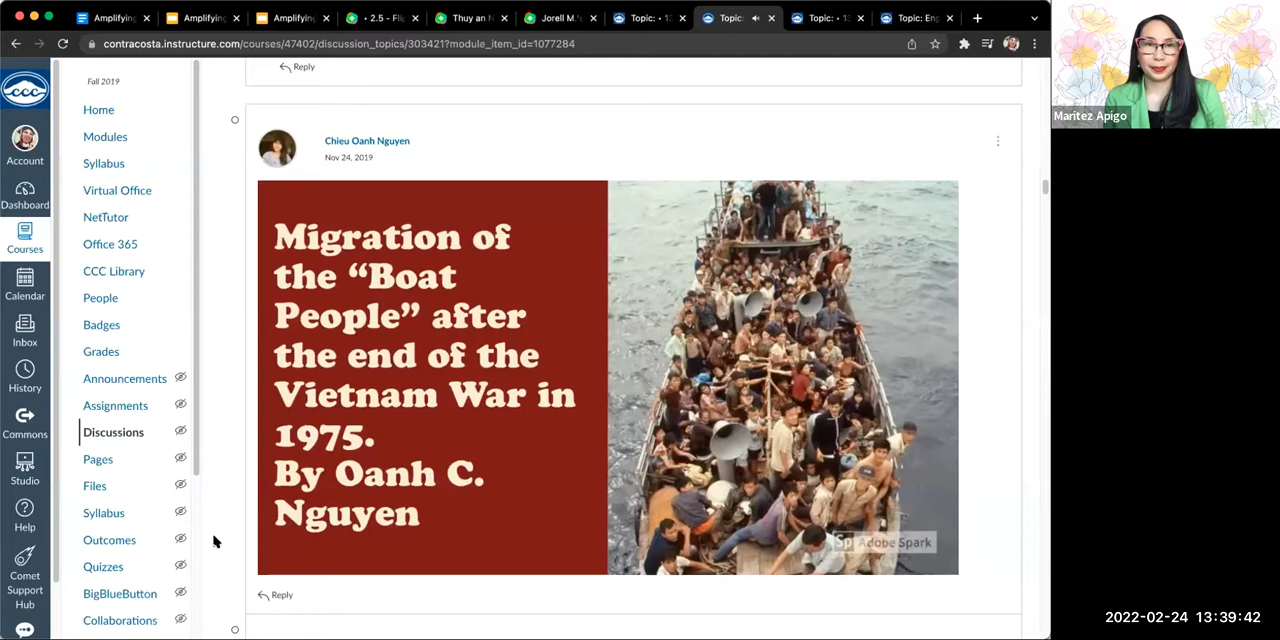 Amplifying
Amplifying
Amplifying
2.5 - Fli
Thuy an N
Jorell M.'s
Topic:
Topic:
Topic:
Topic: Eng
contracosta.instructure.com/courses/47402/discussion_topics/303421?module_item_id=1077284
CCC
Account
Dashboard
Courses
Calendar
Inbox
History
Commons
Studio
Help
Comet
Support
Hub
Fall 2019
Home
Modules
Syllabus
Virtual Office
NetTutor
Office 365
CCC Library
People
Badges
Grades
Announcements
Assignments
Discussions
Pages
Files
Syllabus
Outcomes
Quizzes
BigBlueButton
Collaborations
Reply
Chieu Oanh Nguyen
Nov 24, 2019
Migration of
the “Boat
People” after
the end of the
Vietnam War in
1975.
By Oanh C.
Nguyen
Sp Adobe Spark
Reply
Maritez Apigo
2022-02-24 13:39:42